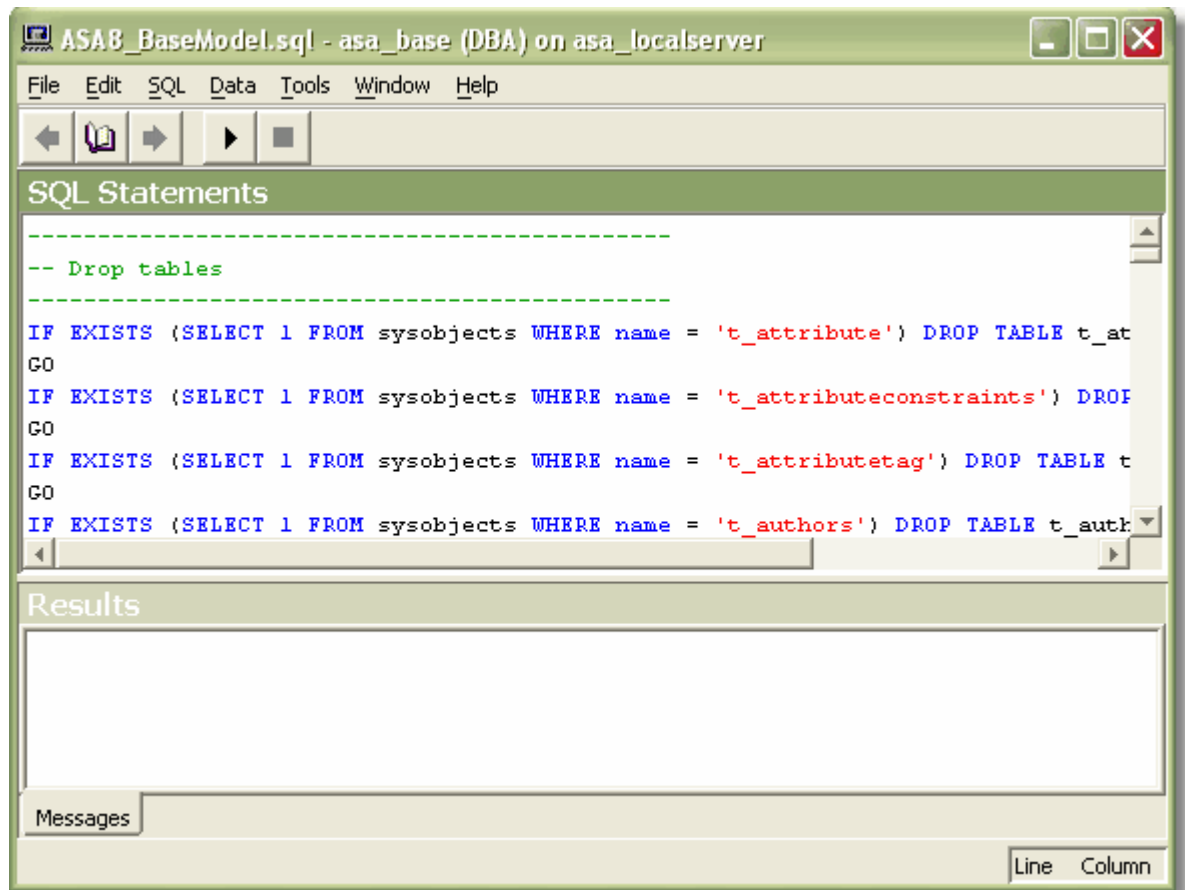 ASA8_BaseModel.sql - asa_base (DBA) on asa_localserver
File Edit SQL Data Tools Window Help
SQL Statements
----------------------------------------------
-- Drop tables
----------------------------------------------
IF EXISTS (SELECT 1 FROM sysobjects WHERE name = 't_attribute') DROP TABLE t_at
GO
IF EXISTS (SELECT 1 FROM sysobjects WHERE name = 't_attributeconstraints') DROP
GO
IF EXISTS (SELECT 1 FROM sysobjects WHERE name = 't_attributetag') DROP TABLE t
GO
IF EXISTS (SELECT 1 FROM sysobjects WHERE name = 't_authors') DROP TABLE t_auth
Results
Messages
Line Column